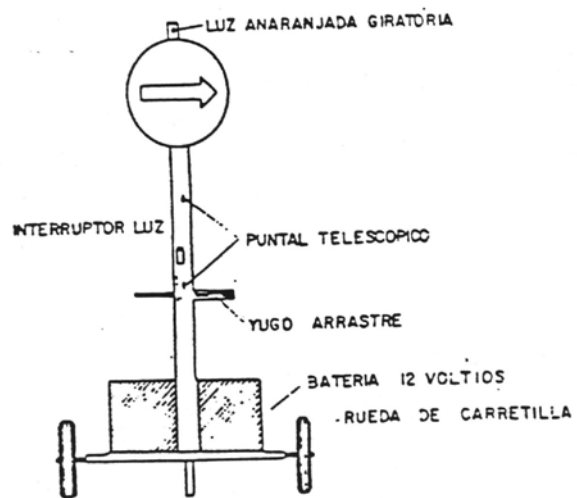 LUZ ANARANJADA GIRATORIA
INTERRUPTOR LUZ
PUNTAL TELESCOPICO
YUGO ARRASTRE
BATERIA 12 VOLTIOS
RUEDA DE CARRETILLA